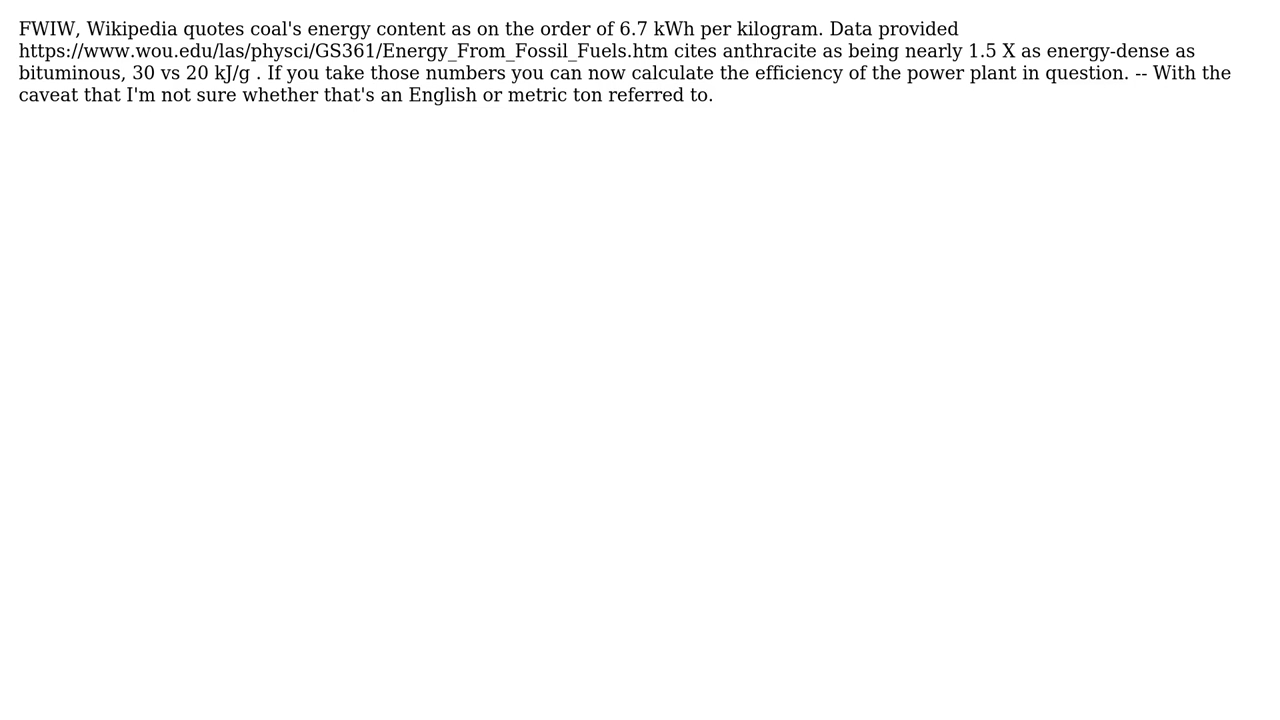 FWIW, Wikipedia quotes coal's energy content as on the order of 6.7 kWh per kilogram. Data provided
https://www.wou.edu/las/physci/GS361/Energy_From_Fossil_Fuels.htm cites anthracite as being nearly 1.5 X as energy-dense as
bituminous, 30 vs 20 kJ/g . If you take those numbers you can now calculate the efficiency of the power plant in question. -- With the
caveat that I'm not sure whether that's an English or metric ton referred to.